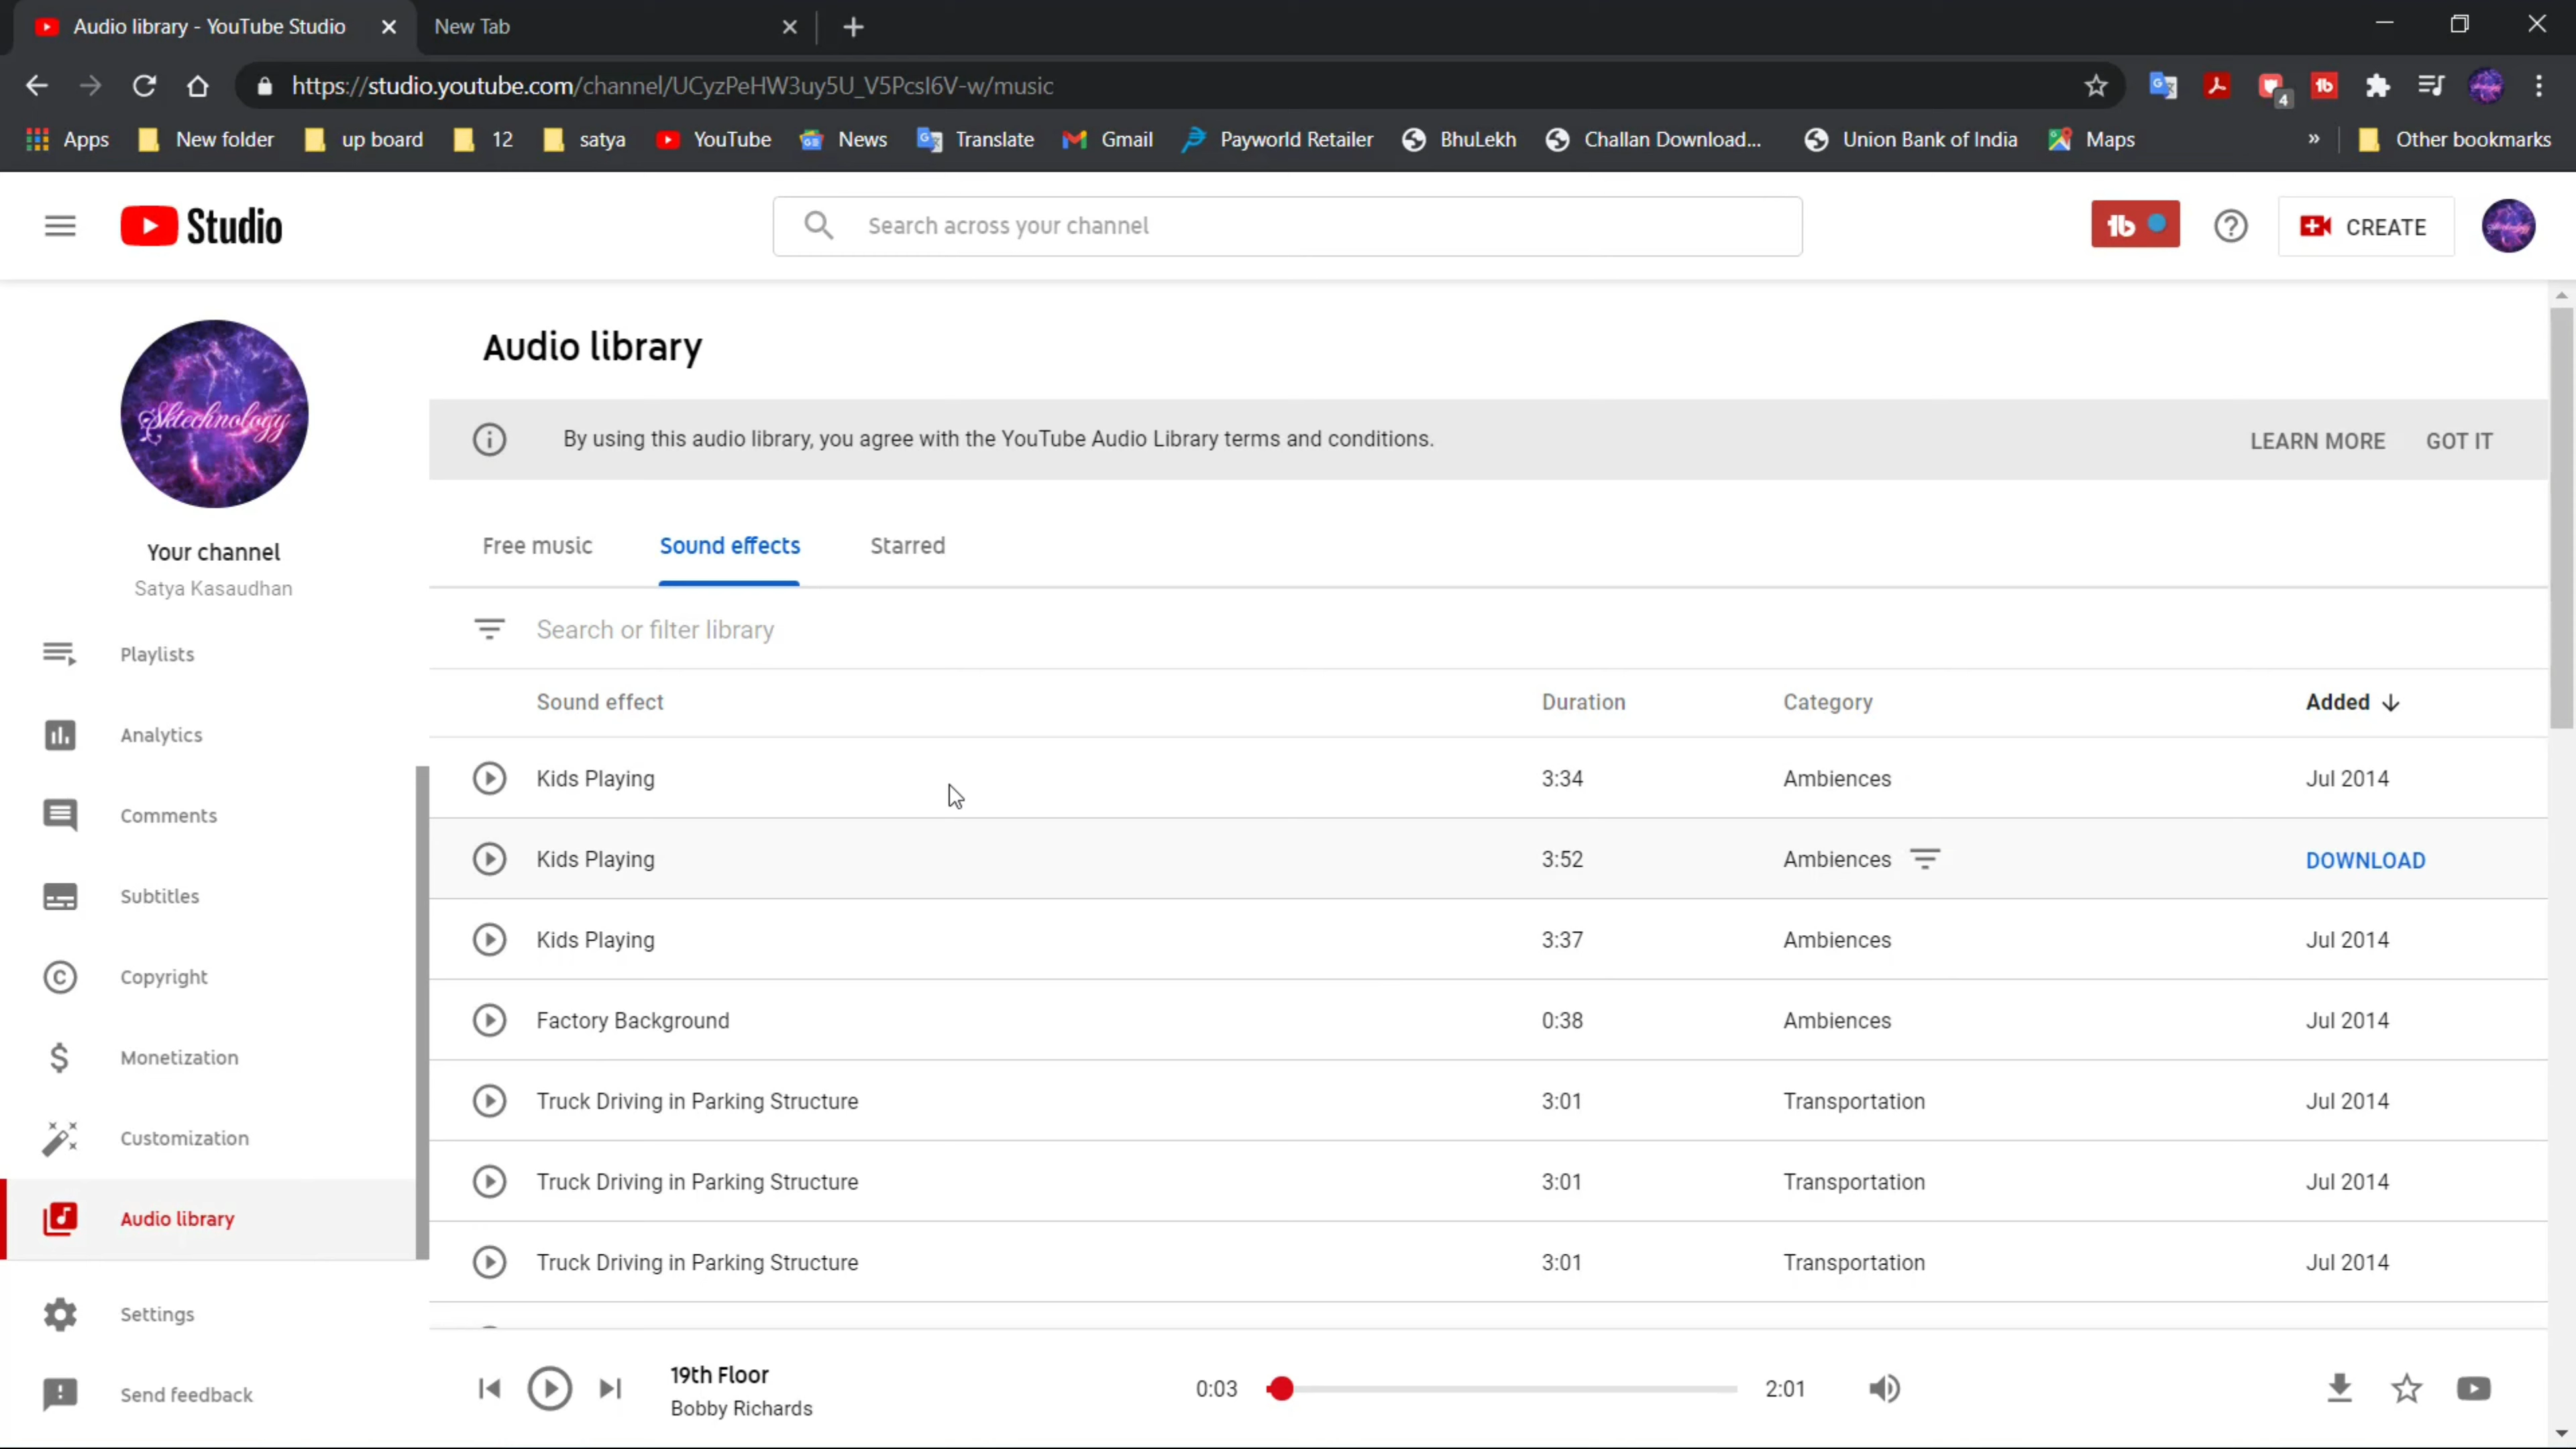 Audio library - YouTube Studio
New Tab
https://studio.youtube.com/channel/UCyzPeHW3uy5U_V5PcsI6V-w/music
4
Apps
New folder
up board
12
satya
YouTube
News
Translate
Gmail
Payworld Retailer
BhuLekh
Challan Download...
Union Bank of India
Maps
»
Other bookmarks
Studio
Search across your channel
CREATE
Sktechnology
Your channel
Satya Kasaudhan
Playlists
Analytics
Comments
Subtitles
Copyright
Monetization
Customization
Audio library
Settings
Send feedback
Audio library
By using this audio library, you agree with the YouTube Audio Library terms and conditions.
LEARN MORE
GOT IT
Free music
Sound effects
Starred
Search or filter library
Sound effect Duration Category Added
Kids Playing 3:34 Ambiences Jul 2014
Kids Playing 3:52 Ambiences DOWNLOAD
Kids Playing 3:37 Ambiences Jul 2014
Factory Background 0:38 Ambiences Jul 2014
Truck Driving in Parking Structure 3:01 Transportation Jul 2014
Truck Driving in Parking Structure 3:01 Transportation Jul 2014
Truck Driving in Parking Structure 3:01 Transportation Jul 2014
19th Floor
Bobby Richards
0:03
2:01